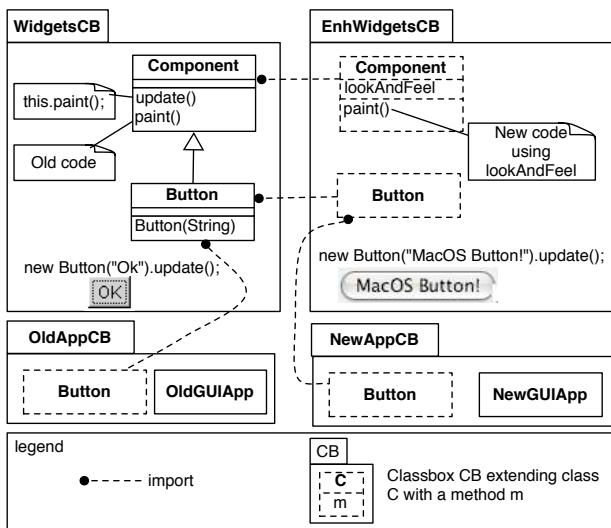 WidgetsCB
Component
update()
paint()
this.paint();
Old code
Button
Button(String)
new Button("Ok").update();
OK
EnhWidgetsCB
Component
lookAndFeel
paint()
New code
using
lookAndFeel
Button
new Button("MacOS Button!").update();
MacOS Button!
OldAppCB
Button
OldGUIApp
NewAppCB
Button
NewGUIApp
legend
import
CB
C
m
Classbox CB extending class
C with a method m